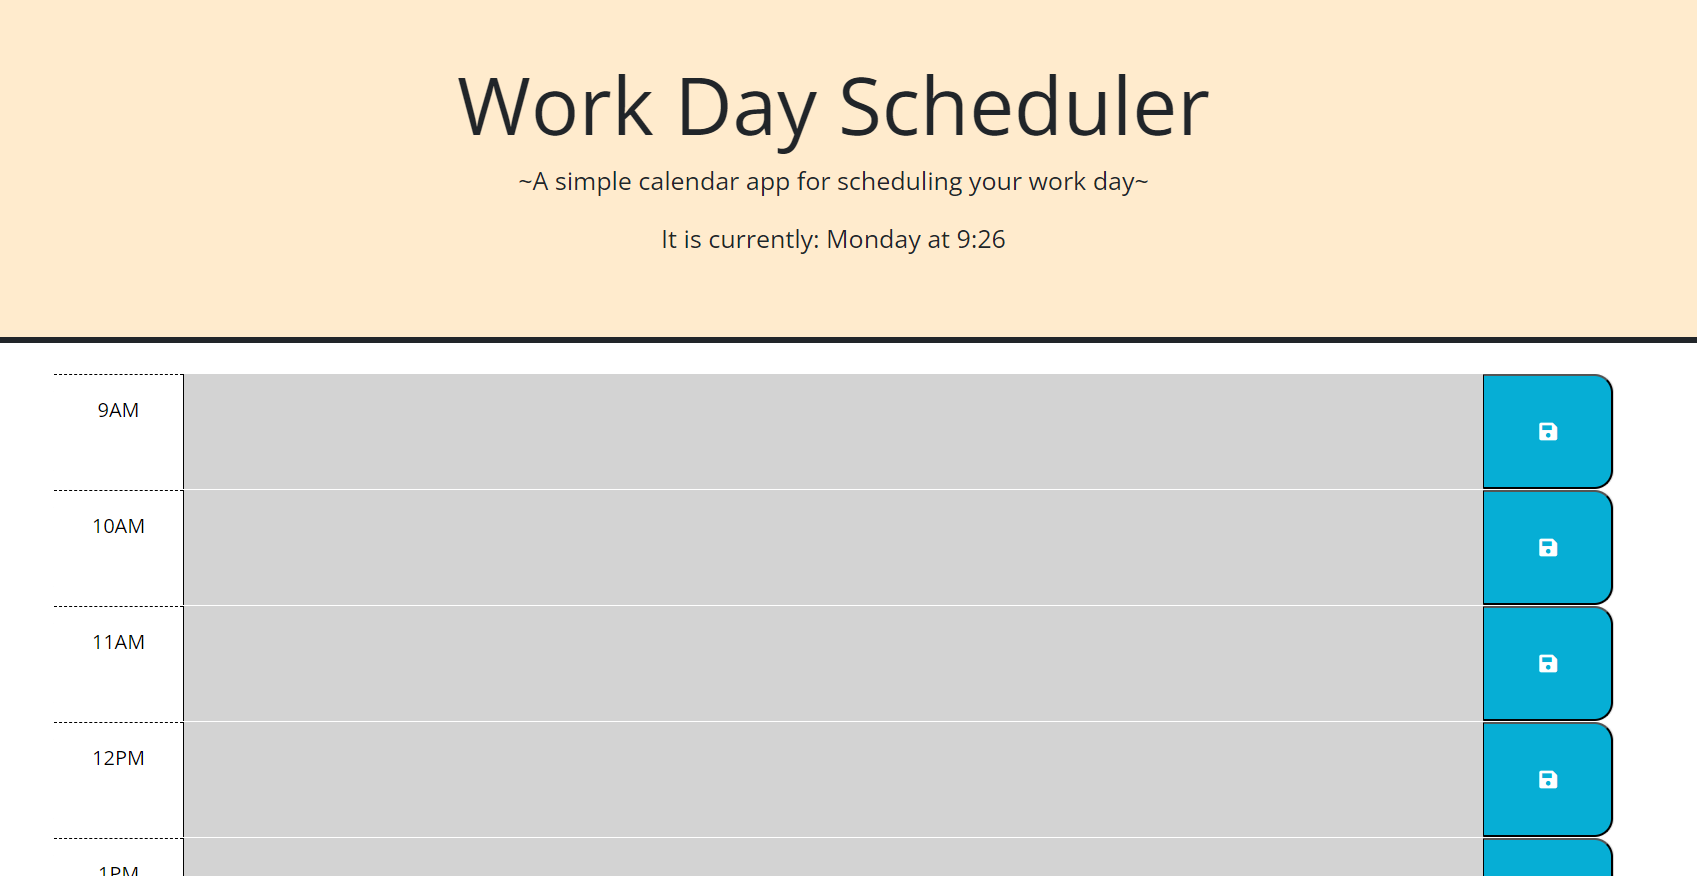 Work Day Scheduler
~A simple calendar app for scheduling your work day~
It is currently: Monday at 9:26
9AM
10AM
11AM
12PM
1PM